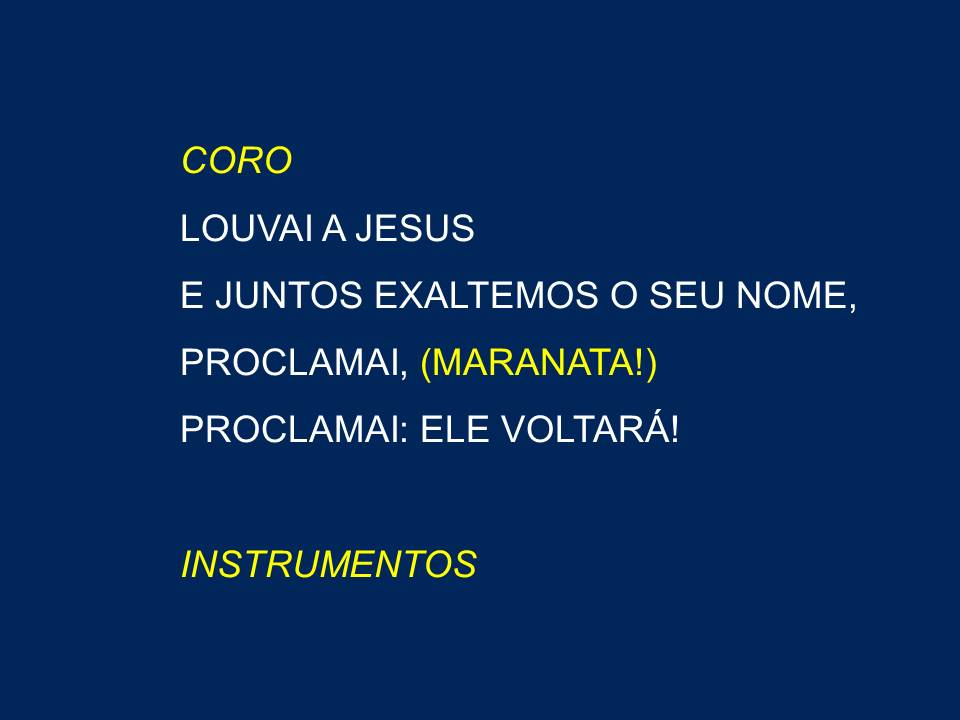 CORO
LOUVAI A JESUS
E JUNTOS EXALTEMOS O SEU NOME,
PROCLAMAI, (MARANATA!)
PROCLAMAI: ELE VOLTARÁ!
INSTRUMENTOS